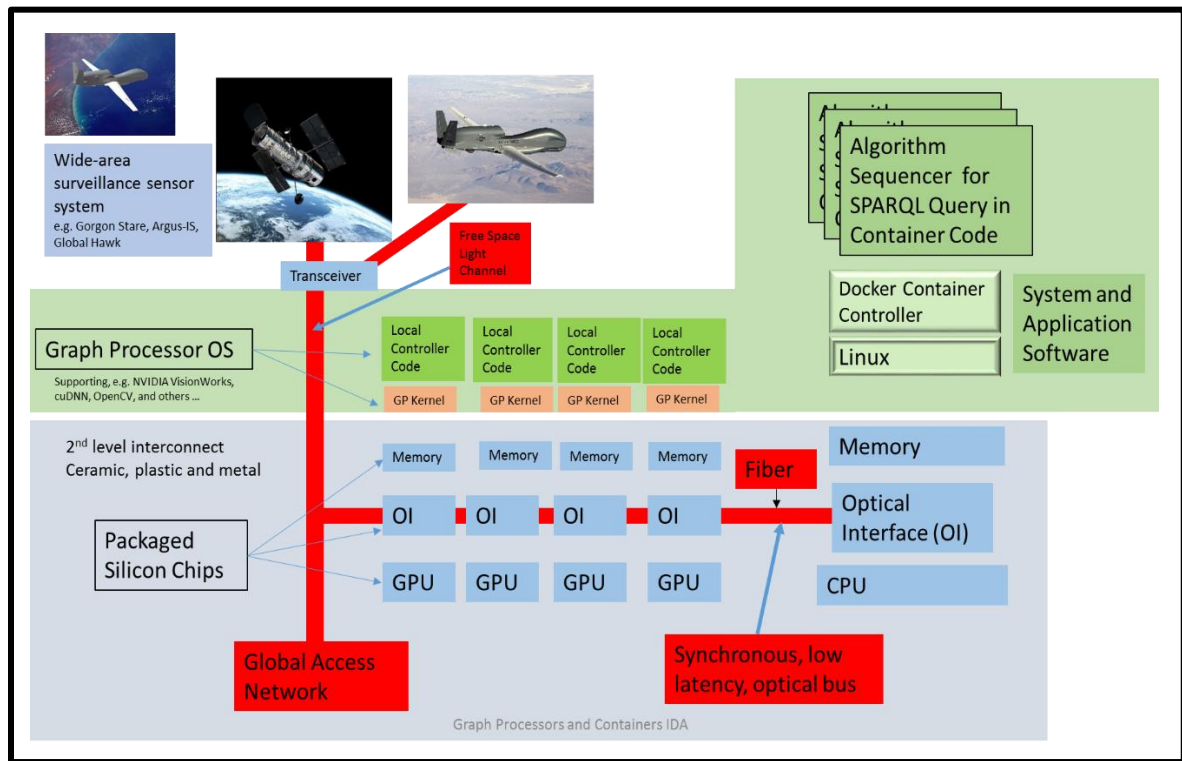 Wide-area
surveillance sensor
system
e.g. Gorgon Stare, Argus-IS,
Global Hawk
Transceiver
Free Space
Light
Channel
Algorithm
Sequencer for
SPARQL Query in
Container Code
Docker Container
Controller
Linux
System and
Application
Software
Graph Processor OS
Supporting, e.g. NVIDIA VisionWorks,
cuDNN, OpenCV, and others ...
Local
Controller
Code
Local
Controller
Code
Local
Controller
Code
Local
Controller
Code
GP Kernel
GP Kernel
GP Kernel
GP Kernel
2nd level interconnect
Ceramic, plastic and metal
Memory
Memory
Memory
Memory
Fiber
Memory
Packaged
Silicon Chips
OI
OI
OI
OI
Optical
Interface (OI)
GPU
GPU
GPU
GPU
CPU
Global Access
Network
Synchronous, low
latency, optical bus
Graph Processors and Containers IDA